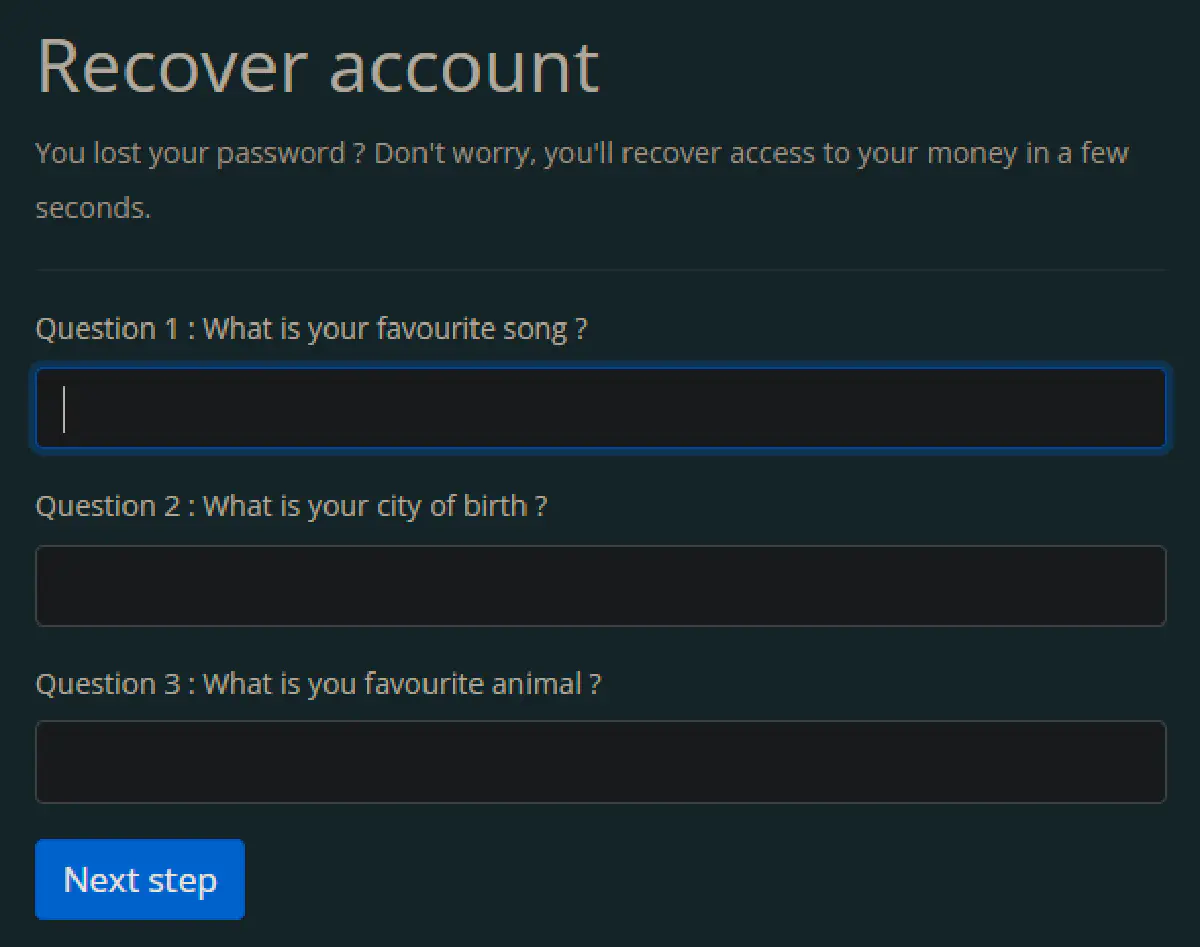 Recover account
You lost your password ? Don't worry, you'll recover access to your money in a few
seconds.
Question 1 : What is your favourite song ?
Question 2 : What is your city of birth ?
Question 3 : What is you favourite animal ?
Next step